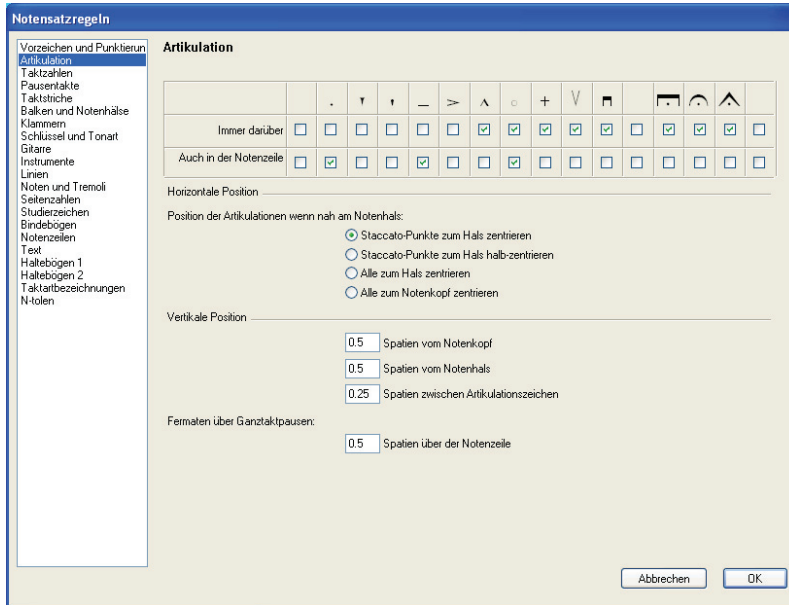 Notensatzregeln
Vorzeichen und Punktierun
Artikulation
Taktzahlen
Pausentakte
Taktstriche
Balken und Notenhälse
Klammern
Schlüssel und Tonart
Gitarre
Instrumente
Linien
Noten und Tremoli
Seitenzahlen
Studierzeichen
Bindebögen
Notenzeilen
Text
Haltebögen 1
Haltebögen 2
Taktartbezeichnungen
N-tolen
Artikulation
Immer darüber
Auch in der Notenzeile
Horizontale Position
Position der Artikulationen wenn nah am Notenhals:
Staccato-Punkte zum Hals zentrieren
Staccato-Punkte zum Hals halb-zentrieren
Alle zum Hals zentrieren
Alle zum Notenkopf zentrieren
Vertikale Position
0.5 Spatien vom Notenkopf
0.5 Spatien vom Notenhals
0.25 Spatien zwischen Artikulationszeichen
Fermaten über Ganztaktpausen:
0.5 Spatien über der Notenzeile
Abbrechen OK